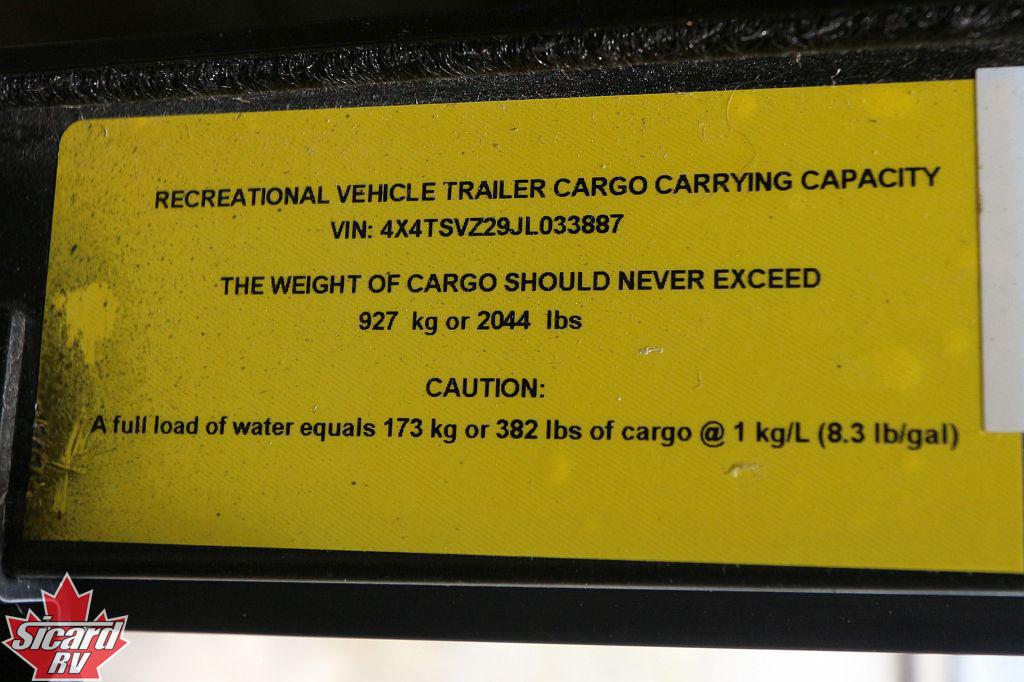 RECREATIONAL VEHICLE TRAILER CARGO CARRYING CAPACITY
VIN: 4X4TSVZ29JL033887
THE WEIGHT OF CARGO SHOULD NEVER EXCEED
927 kg or 2044 lbs
CAUTION:
A full load of water equals 173 kg or 382 lbs of cargo @ 1 kg/L (8.3 lb/gal)
Sicard
RV